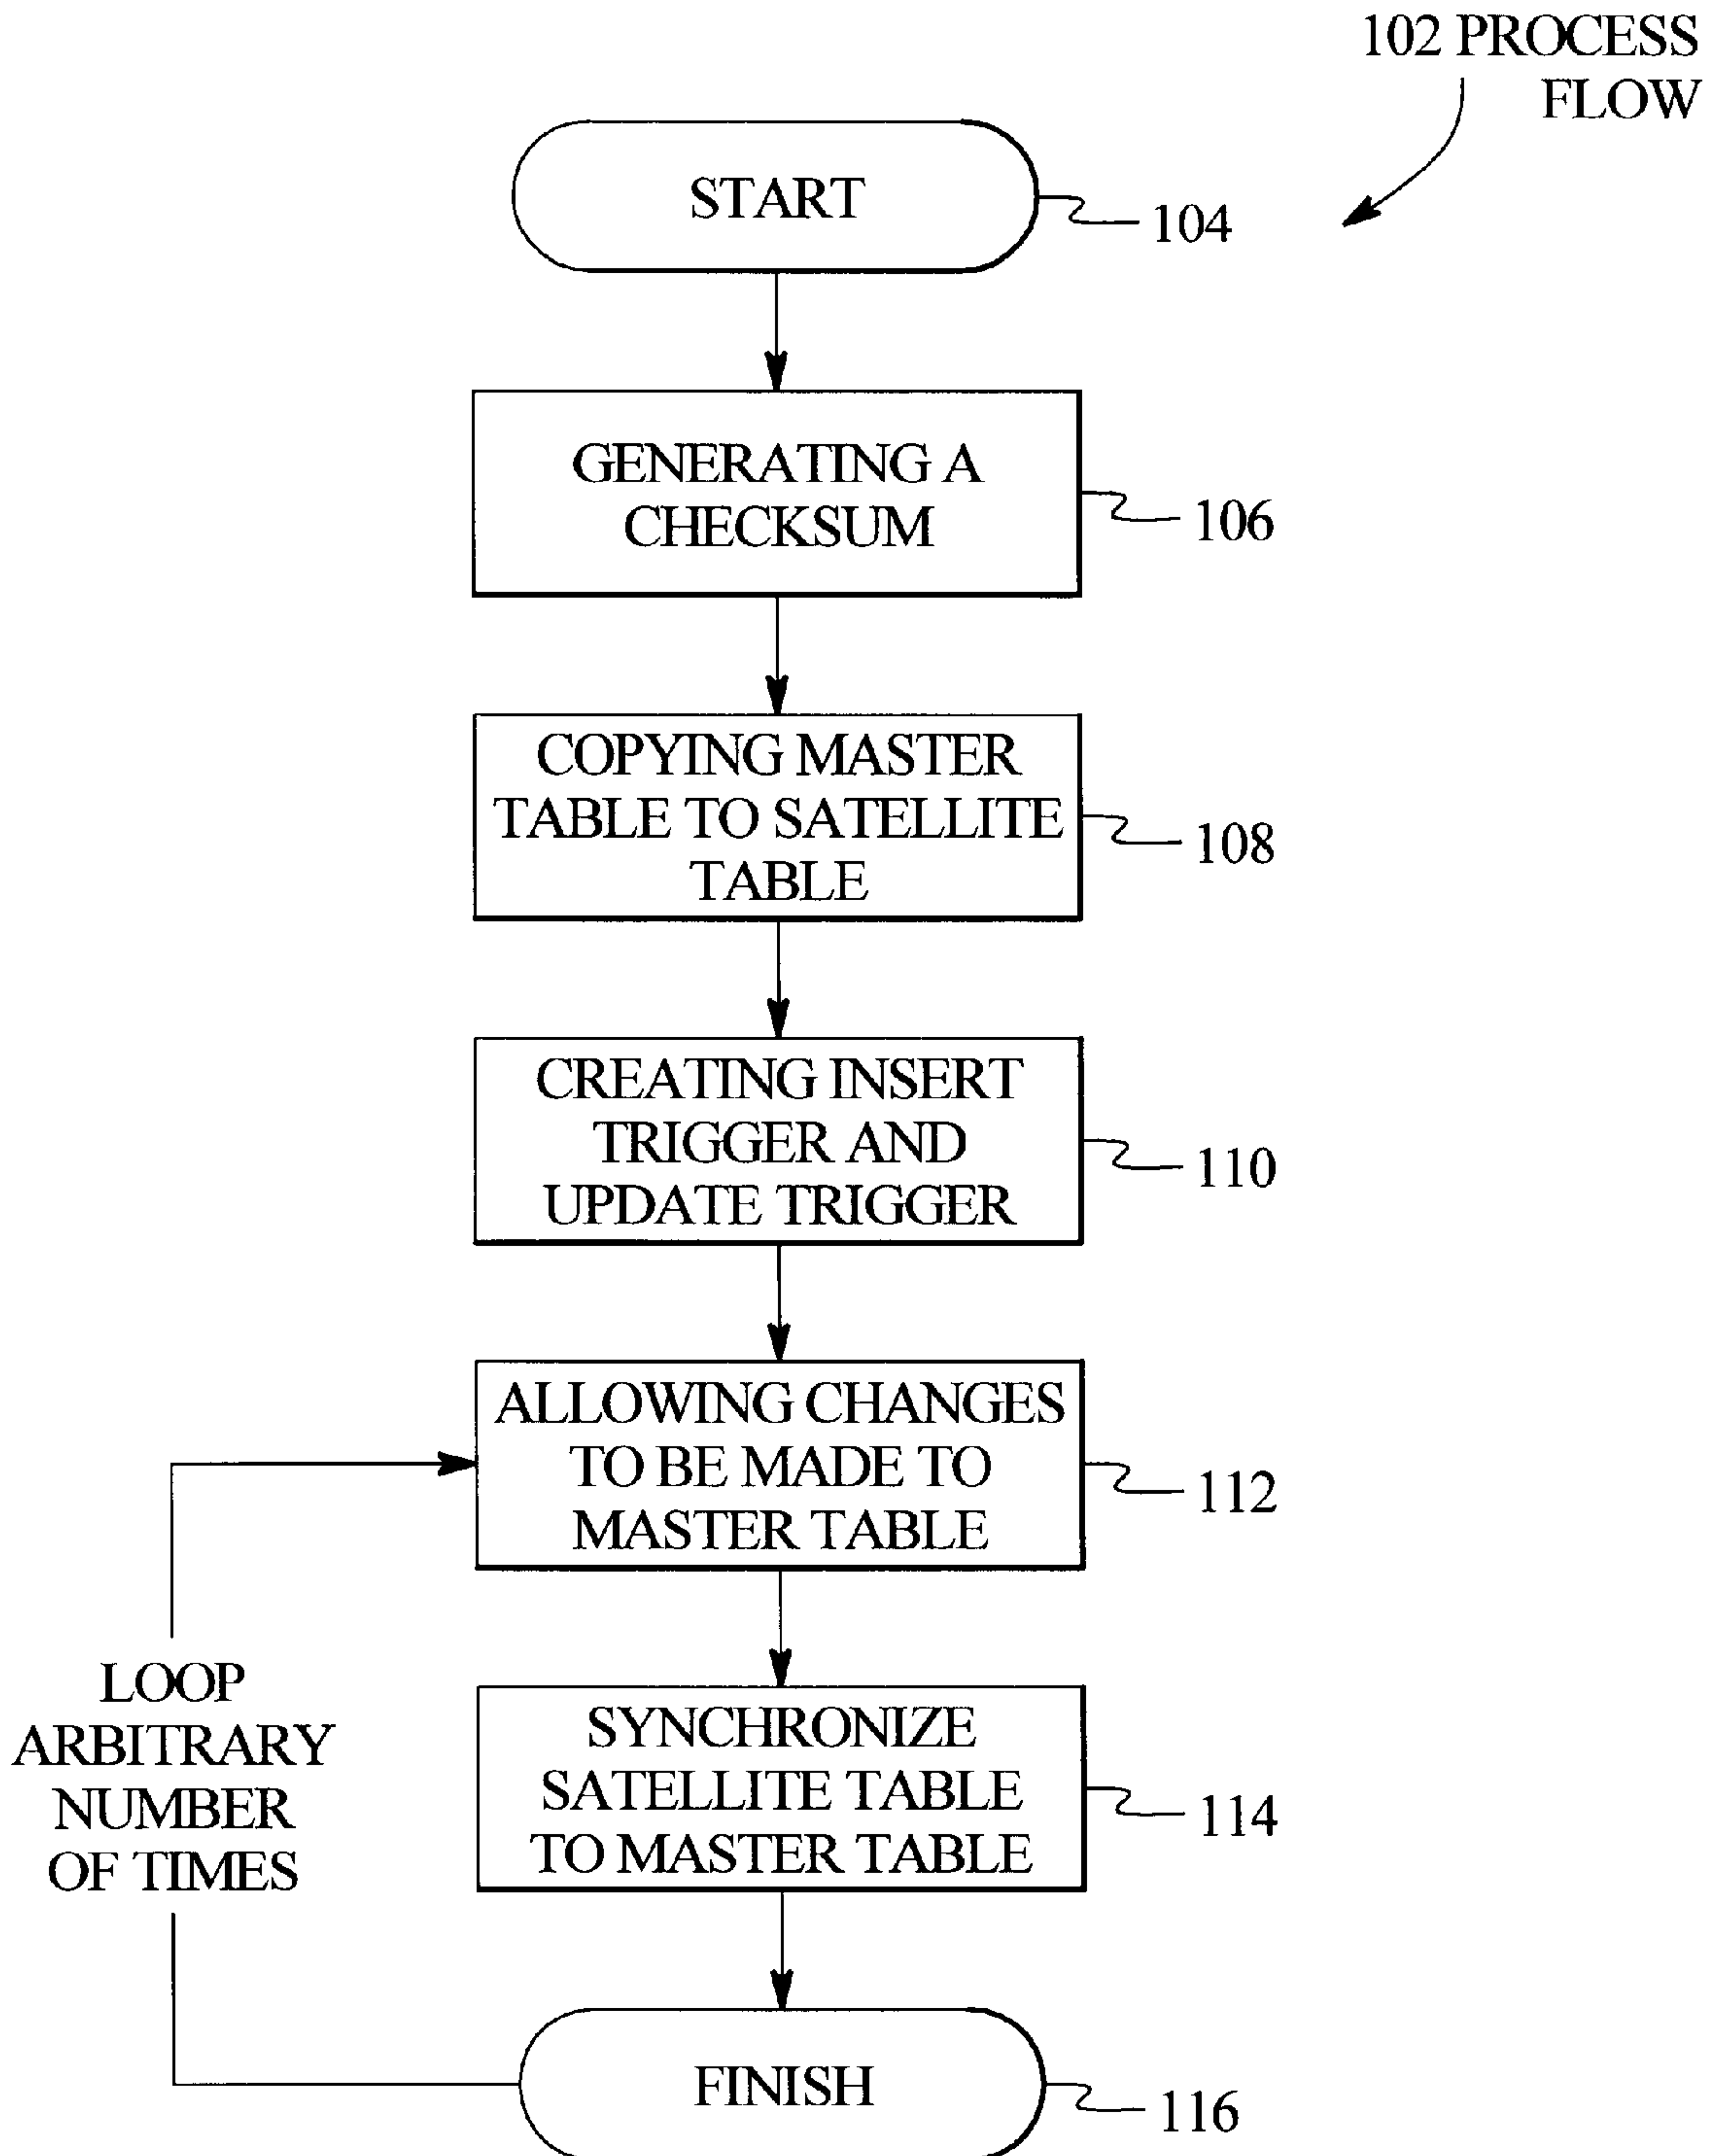 102 PROCESS
FLOW
START
104
GENERATING A
CHECKSUM
106
COPYING MASTER
TABLE TO SATELLITE
TABLE
108
CREATING INSERT
TRIGGER AND
UPDATE TRIGGER
110
ALLOWING CHANGES
TO BE MADE TO
MASTER TABLE
112
LOOP
ARBITRARY
NUMBER
OF TIMES
SYNCHRONIZE
SATELLITE TABLE
TO MASTER TABLE
114
FINISH
116